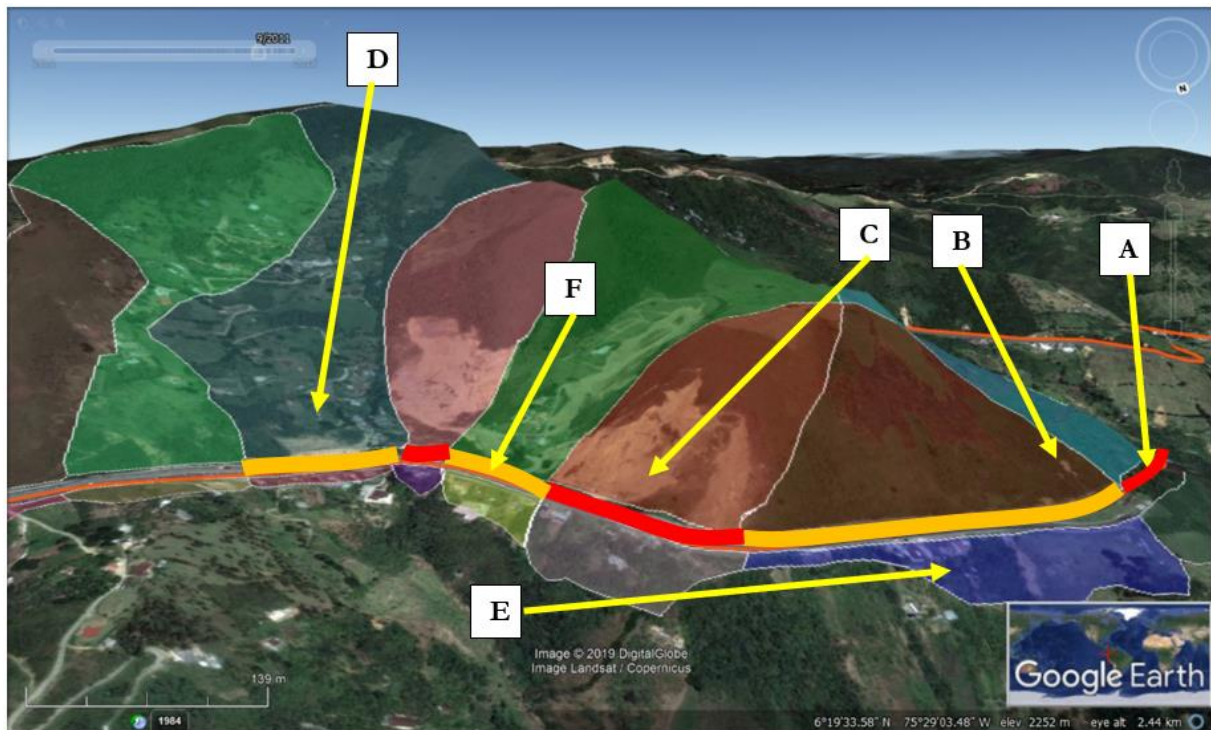 9/2011
D
A
C
B
F
N
E
Image © 2019 DigitalGlobe
Image Landsat / Copernicus
139 m
Google Earth
1984
6°19'33.58" N 75°29'03.48" W elev 2252 m eye alt 2.44 km